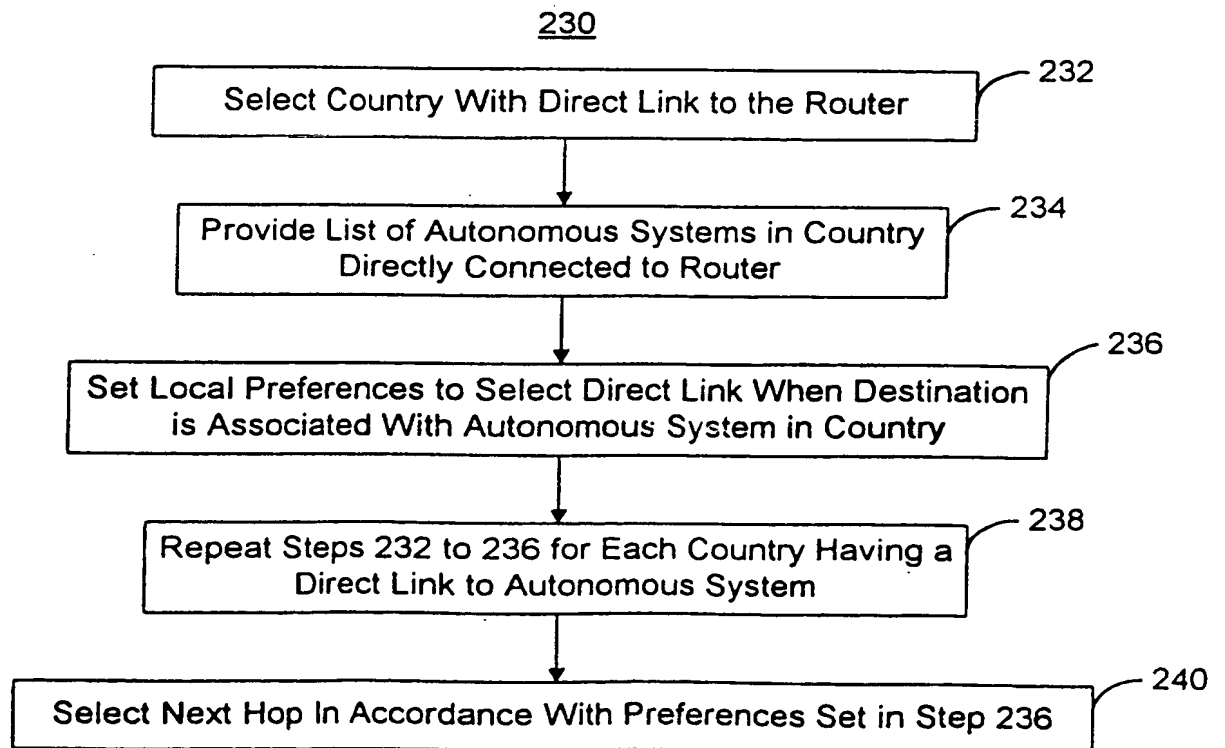 230
232
Select Country With Direct Link to the Router
234
Provide List of Autonomous Systems in Country
Directly Connected to Router
236
Set Local Preferences to Select Direct Link When Destination
is Associated With Autonomous System in Country
238
Repeat Steps 232 to 236 for Each Country Having a
Direct Link to Autonomous System
240
Select Next Hop In Accordance With Preferences Set in Step 236